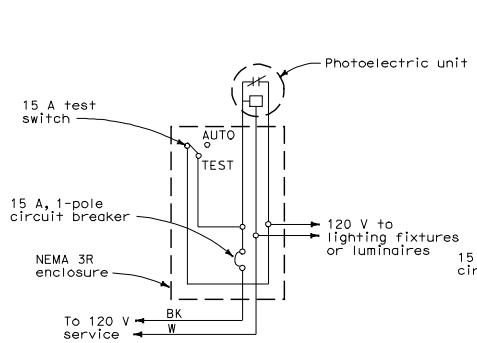 Photoelectric unit
15 A test
switch
AUTO
TEST
15 A, 1-pole
circuit breaker
120 V to
lighting fixtures
or luminaires
15
cir
NEMA 3R
enclosure
BK
To 120 V
W
service